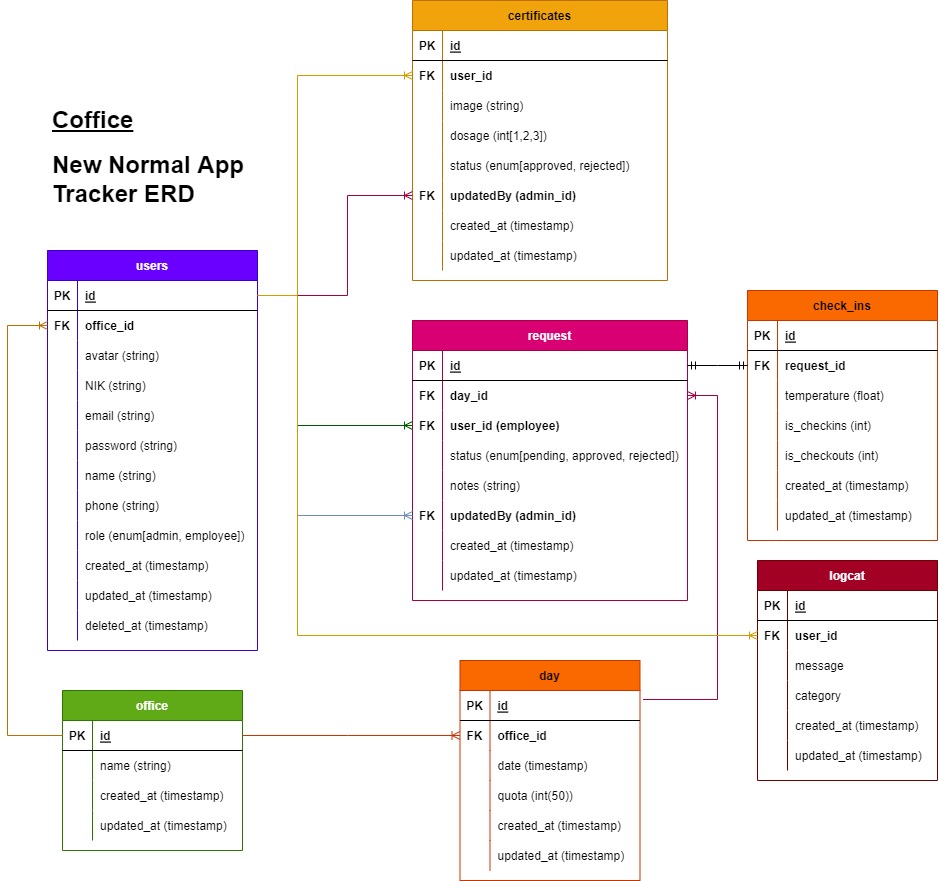 Coffice
New Normal App
Tracker ERD
certificates
PK id
FK user_id
image (string)
dosage (int[1,2,3])
status (enum[approved, rejected])
FK updatedBy (admin_id)
created_at (timestamp)
updated_at (timestamp)
users
PK id
FK office_id
avatar (string)
NIK (string)
email (string)
password (string)
name (string)
phone (string)
role (enum[admin, employee])
created_at (timestamp)
updated_at (timestamp)
deleted_at (timestamp)
request
PK id
FK day_id
FK user_id (employee)
status (enum[pending, approved, rejected])
notes (string)
FK updatedBy (admin_id)
created_at (timestamp)
updated_at (timestamp)
check_ins
PK id
FK request_id
temperature (float)
is_checkins (int)
is_checkouts (int)
created_at (timestamp)
updated_at (timestamp)
logcat
PK id
FK user_id
message
category
created_at (timestamp)
updated_at (timestamp)
office
PK id
name (string)
created_at (timestamp)
updated_at (timestamp)
day
PK id
FK office_id
date (timestamp)
quota (int(50))
created_at (timestamp)
updated_at (timestamp)